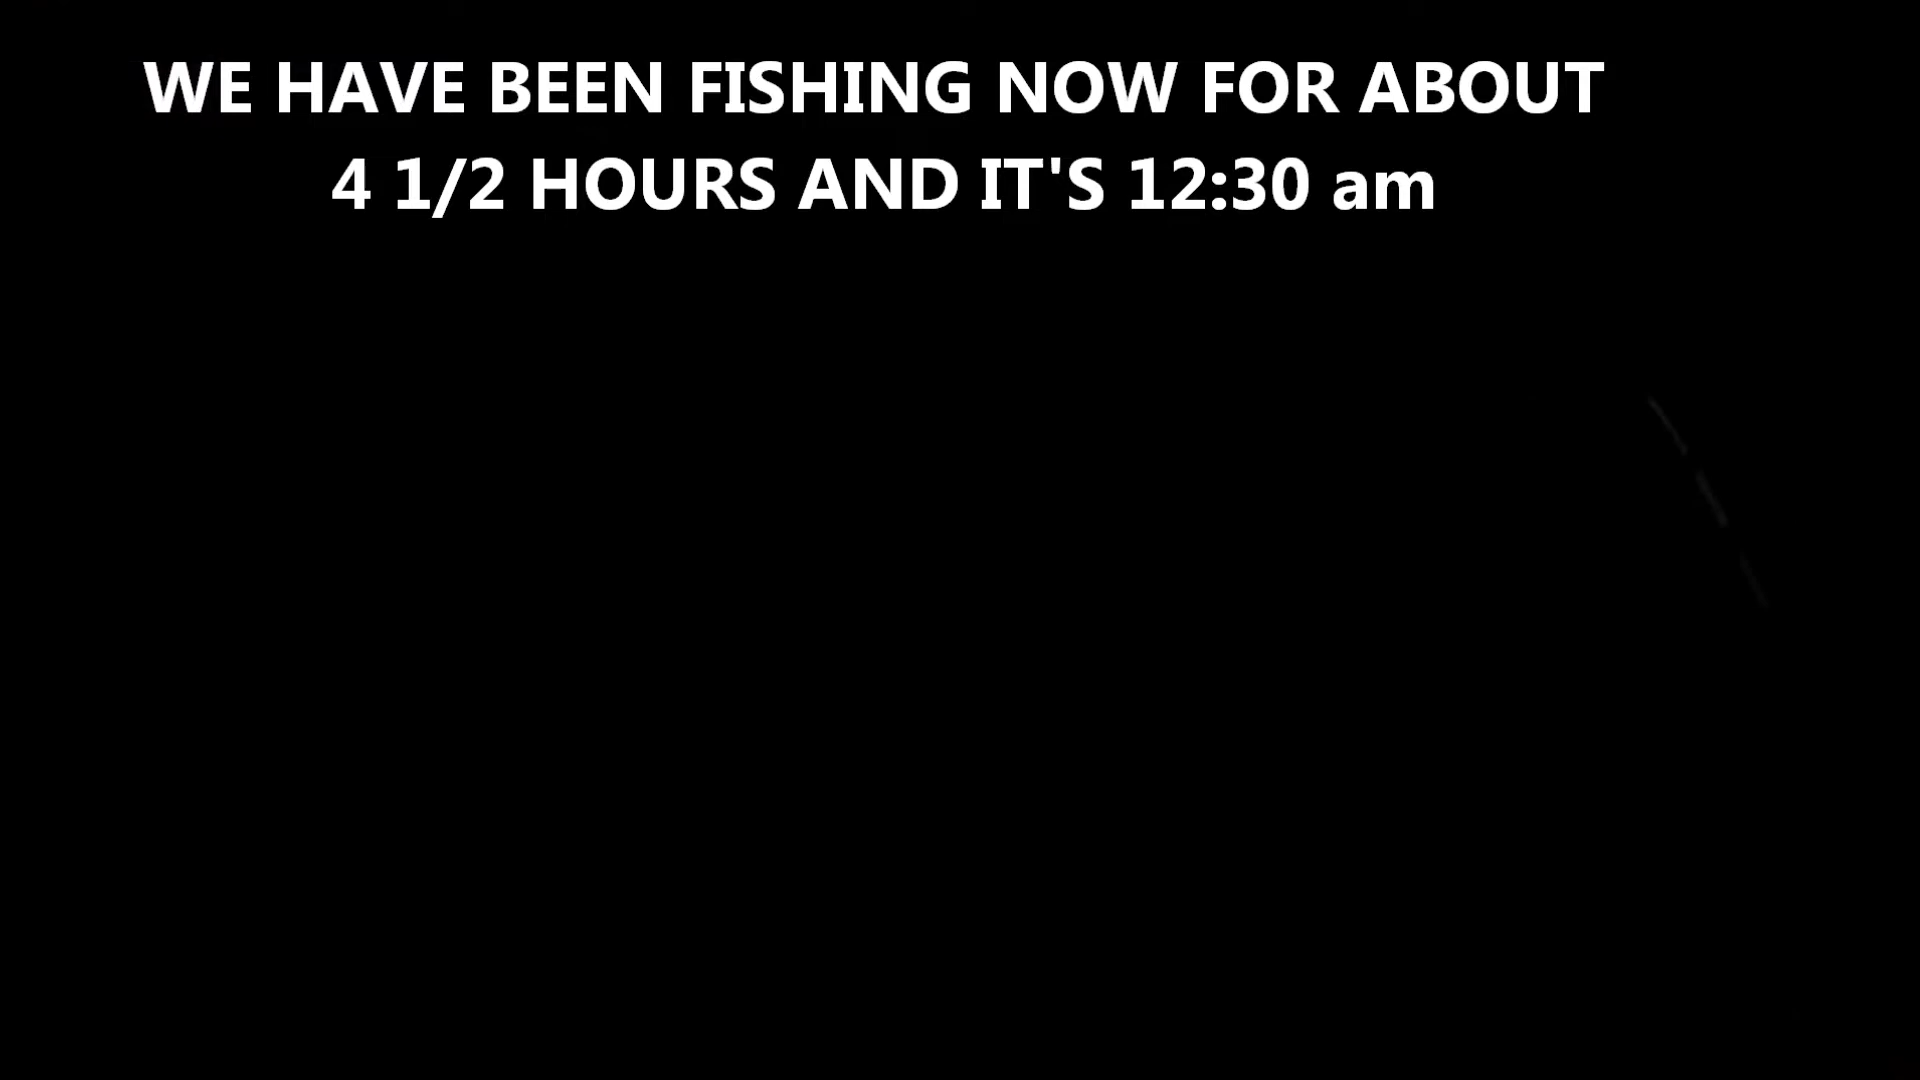 WE HAVE BEEN FISHING NOW FOR ABOUT
4 1/2 HOURS AND IT'S 12:30 am